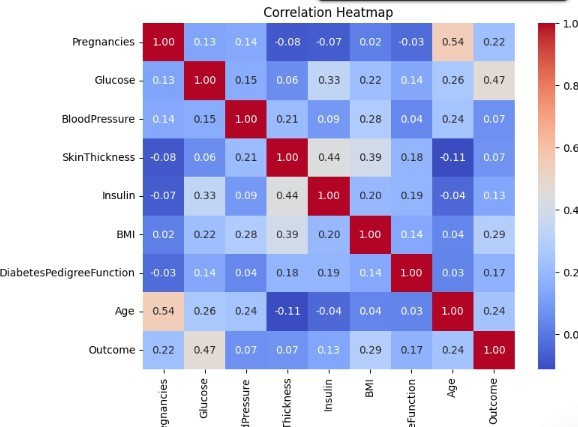 Correlation Heatmap
Pregnancies 1.00 0.13 0.14 -0.08 -0.07 0.02 -0.03 0.54 0.22
Glucose 0.13 1.00 0.15 0.06 0.33 0.22 0.14 0.26 0.47
BloodPressure 0.14 0.15 1.00 0.21 0.09 0.28 0.04 0.24 0.07
SkinThickness -0.08 0.06 0.21 1.00 0.44 0.39 0.18 -0.11 0.07
Insulin -0.07 0.33 0.09 0.44 1.00 0.20 0.19 -0.04 0.13
BMI 0.02 0.22 0.28 0.39 0.20 1.00 0.14 0.04 0.29
DiabetesPedigreeFunction -0.03 0.14 0.04 0.18 0.19 0.14 1.00 0.03 0.17
Age 0.54 0.26 0.24 -0.11 -0.04 0.04 0.03 1.00 0.24
Outcome 0.22 0.47 0.07 0.07 0.13 0.29 0.17 0.24 1.00
gnancies
Glucose
dPressure
Thickness
Insulin
BMI
eFunction
Age
Outcome
1.0
0.8
0.6
0.4
0.2
0.0